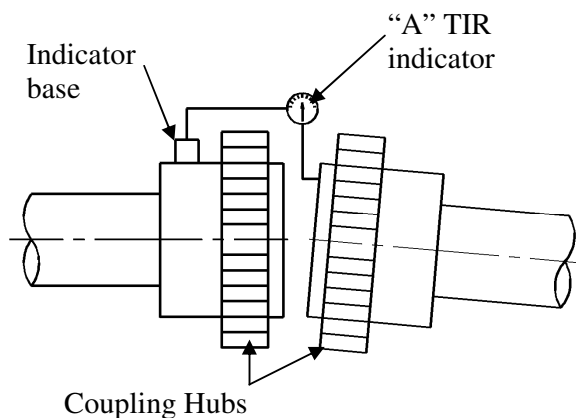 “A” TIR
indicator
Indicator
base
Coupling Hubs